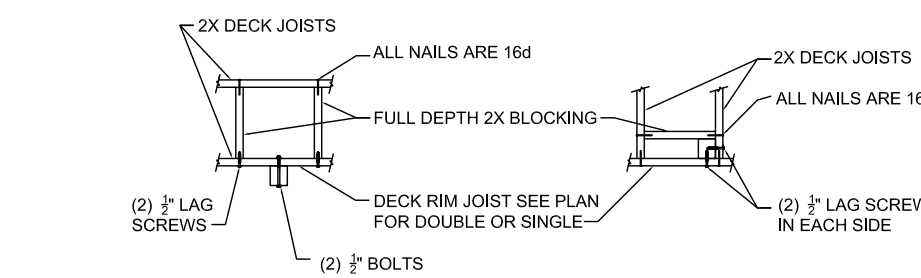 2X DECK JOISTS
ALL NAILS ARE 16d
FULL DEPTH 2X BLOCKING
(2) ½" LAG
SCREWS
DECK RIM JOIST SEE PLAN
FOR DOUBLE OR SINGLE
(2) ½" BOLTS
2X DECK JOISTS
ALL NAILS ARE 16
(2) ½" LAG SCREW
IN EACH SIDE